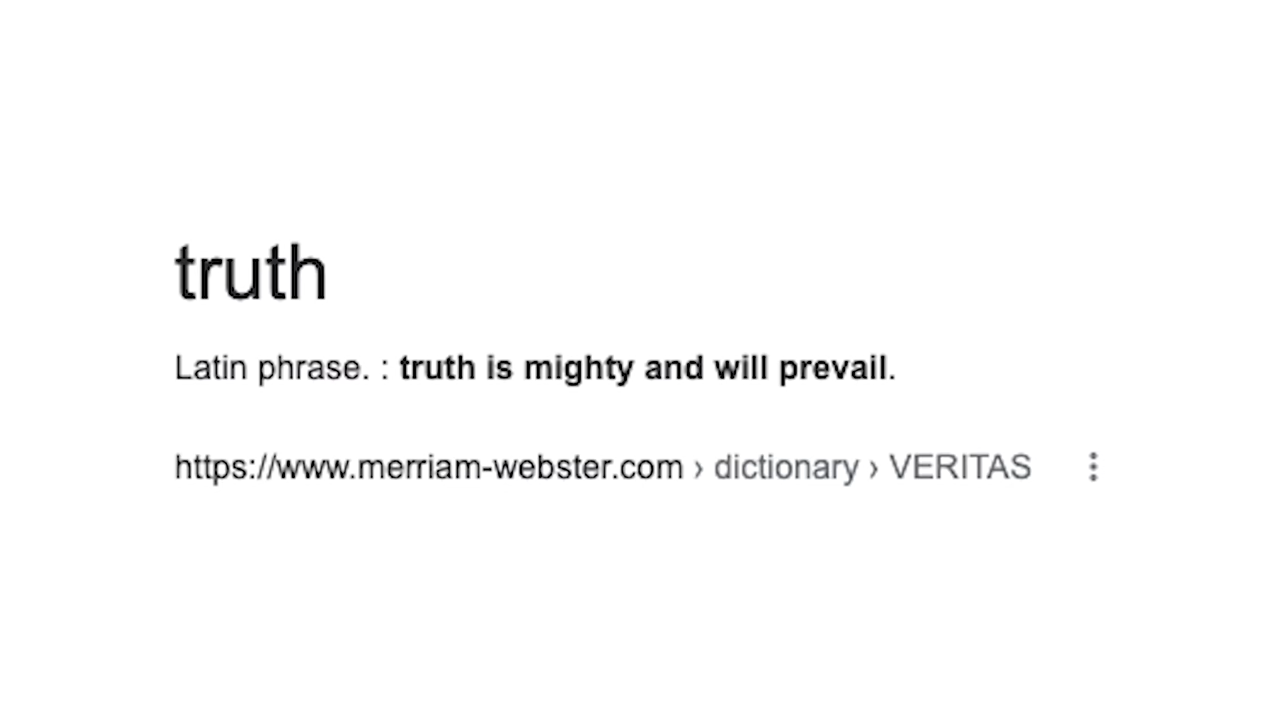 truth
Latin phrase. : truth is mighty and will prevail.
https://www.merriam-webster.com › dictionary › VERITAS